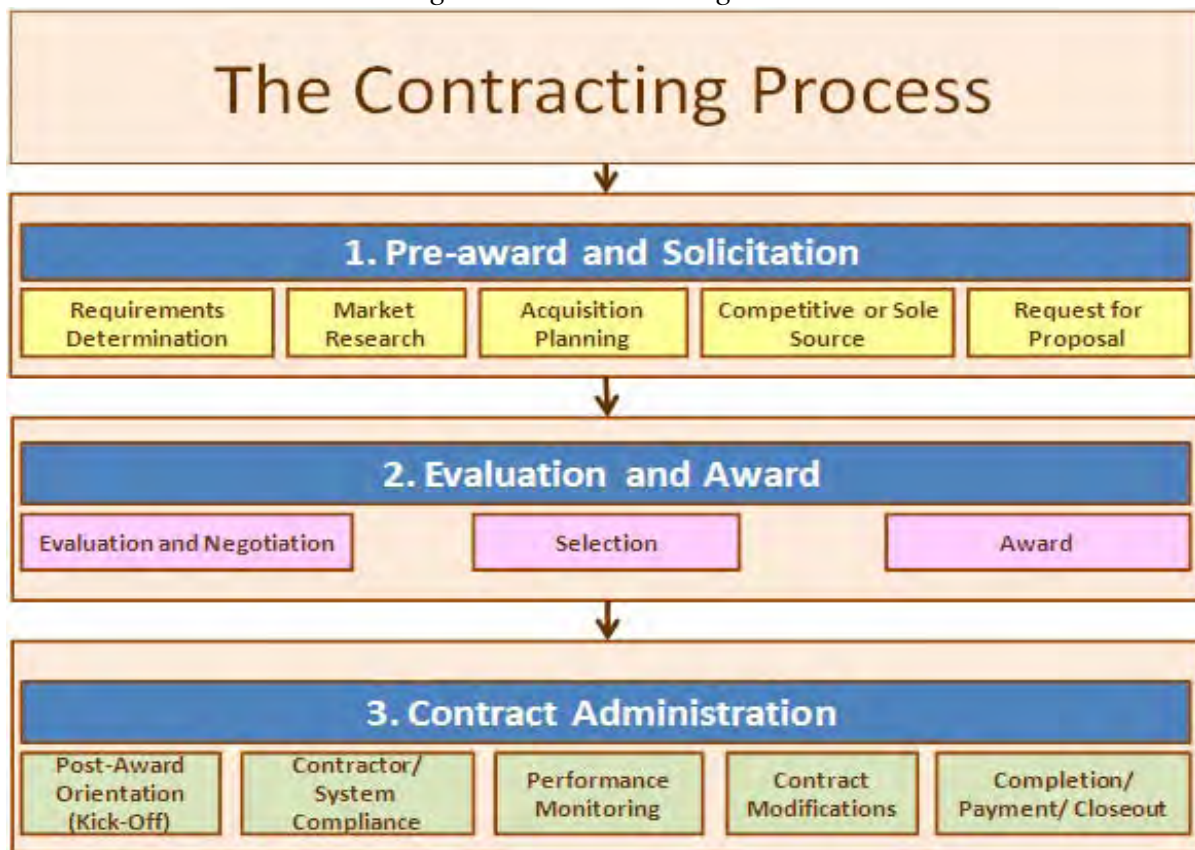 The Contracting Process
1. Pre-award and Solicitation
Requirements
Determination
Market
Research
Acquisition
Planning
Competitive or Sole
Source
Request for
Proposal
2. Evaluation and Award
Evaluation and Negotiation
Selection
Award
3. Contract Administration
Post-Award
Orientation
(Kick-Off)
Contractor/
System
Compliance
Performance
Monitoring
Contract
Modifications
Completion/
Payment/ Closeout